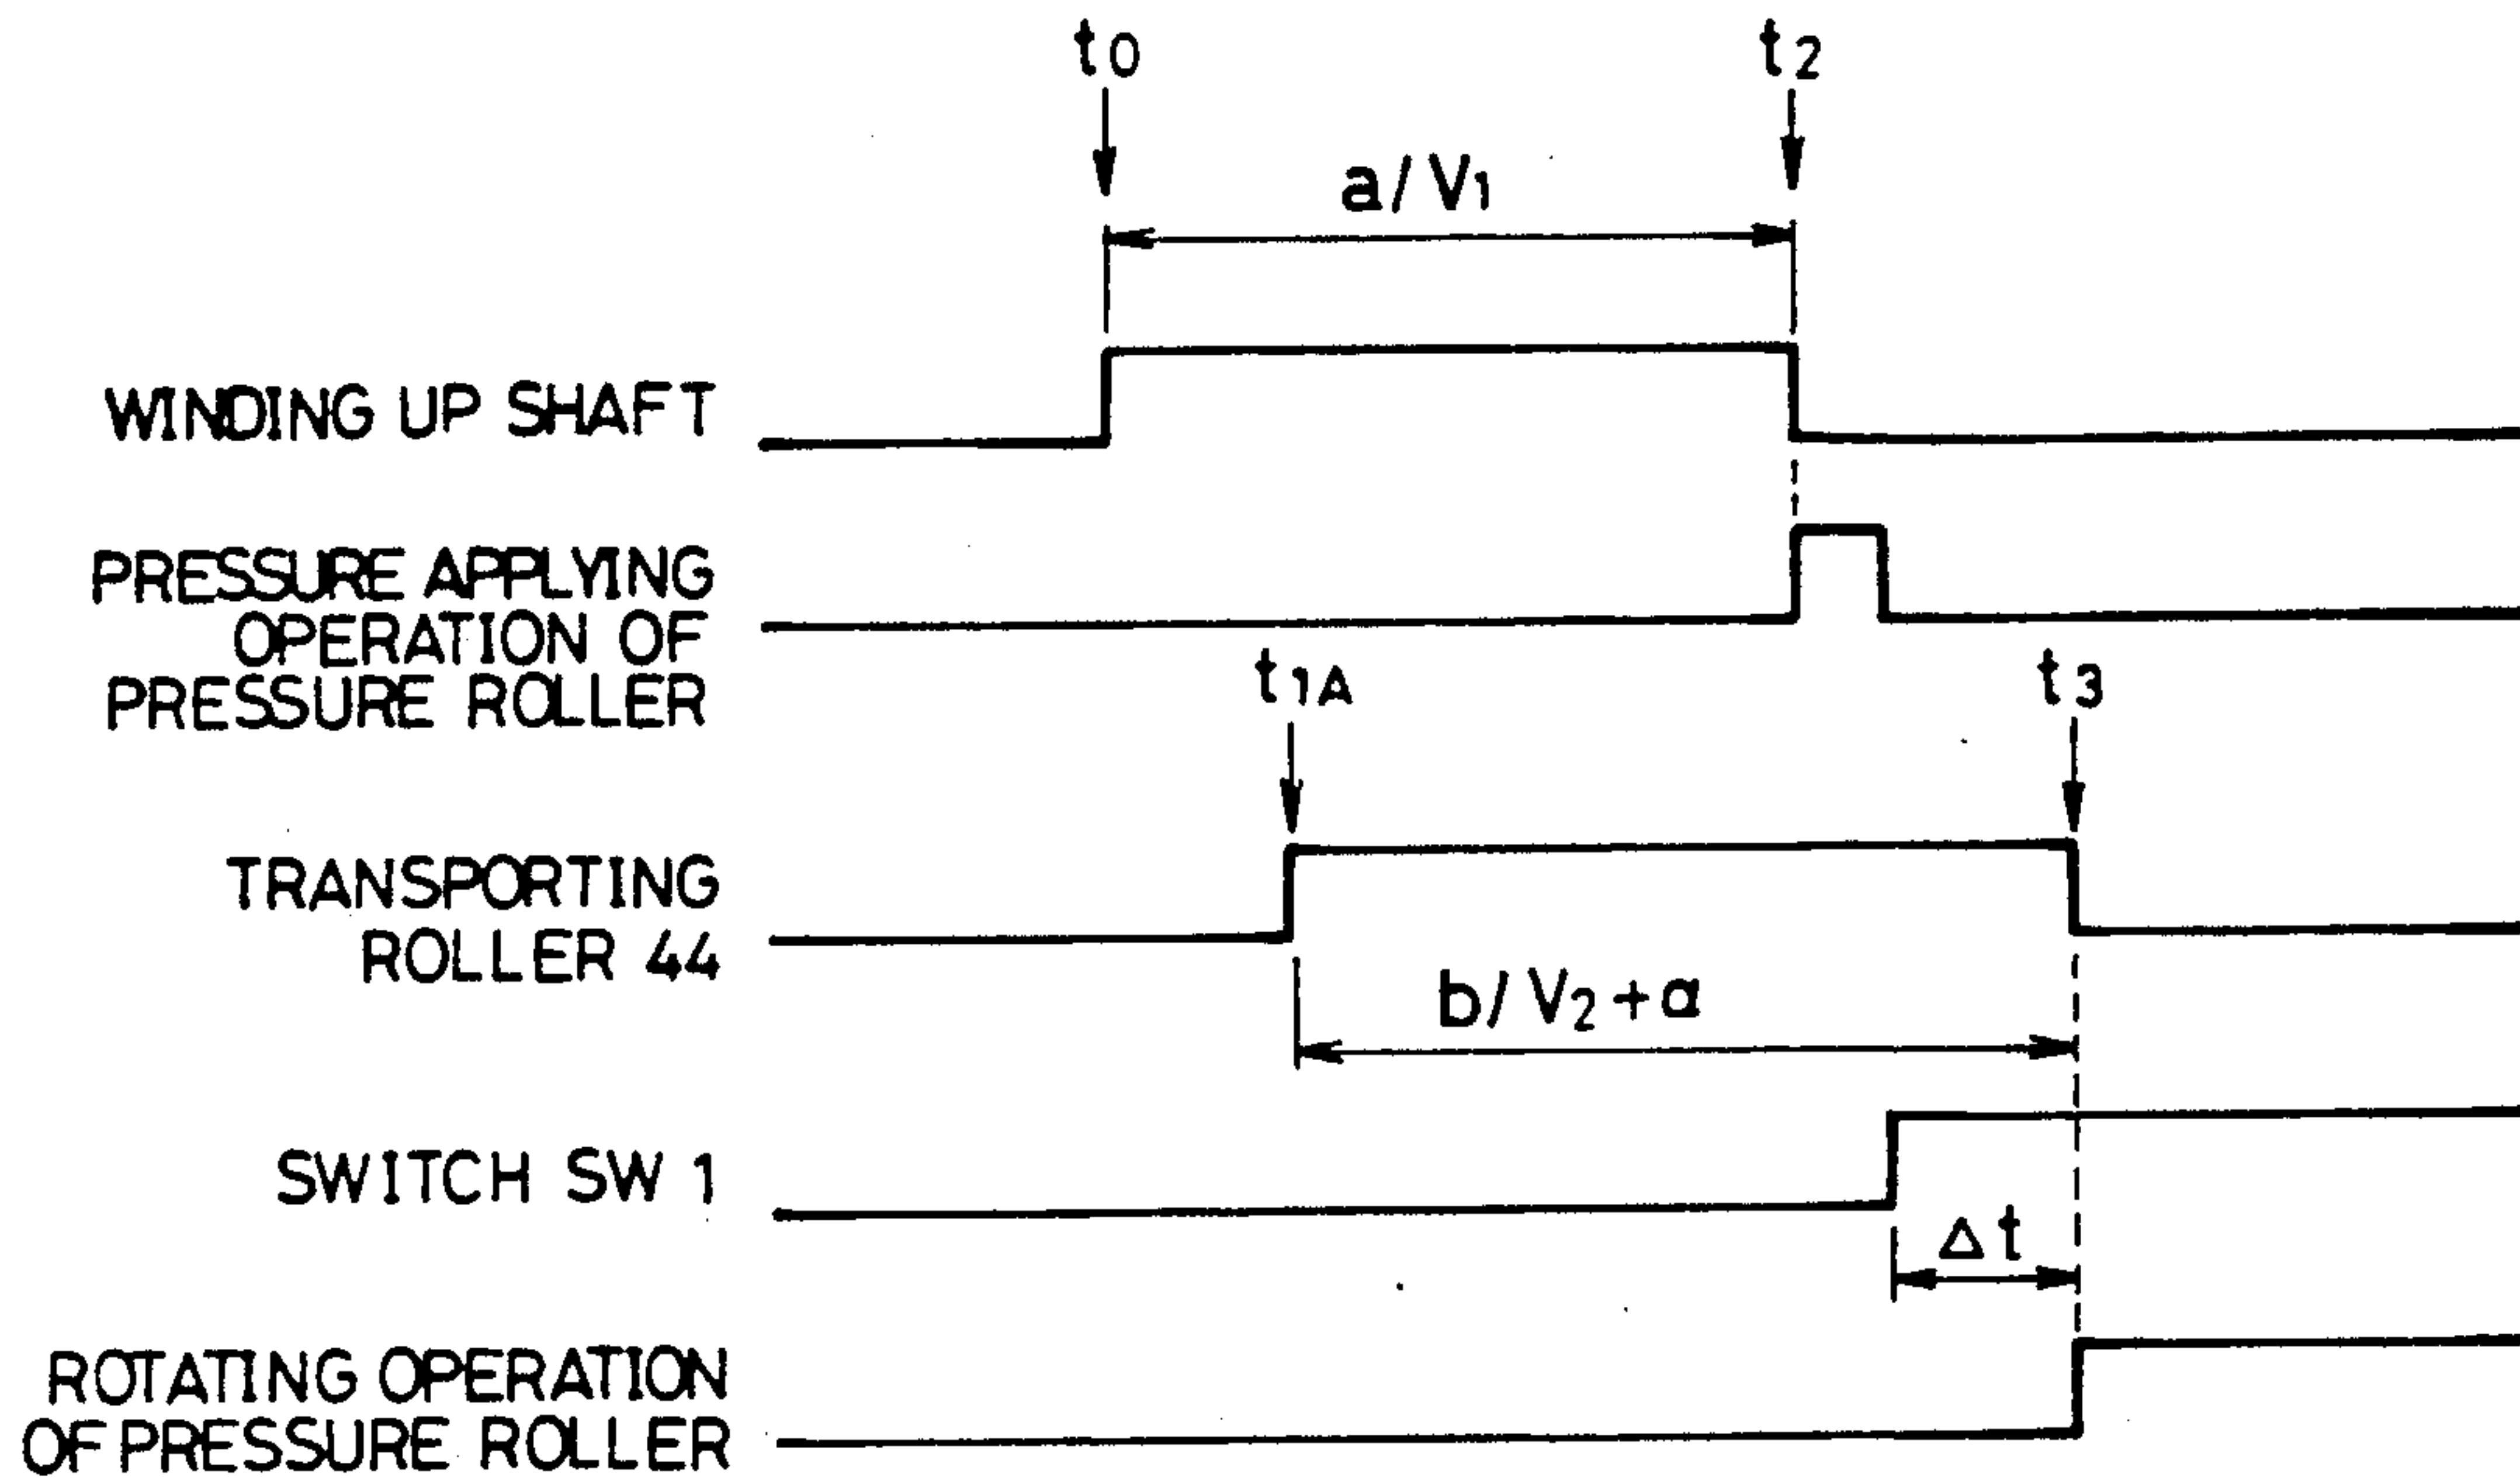 t0 t2
a/V1
WINDING UP SHAFT
PRESSURE APPLYING
OPERATION OF
PRESSURE ROLLER
t1A t3
TRANSPORTING
ROLLER 44
b/V2+α
SWITCH SW 1
Δt
ROTATING OPERATION
OF PRESSURE ROLLER